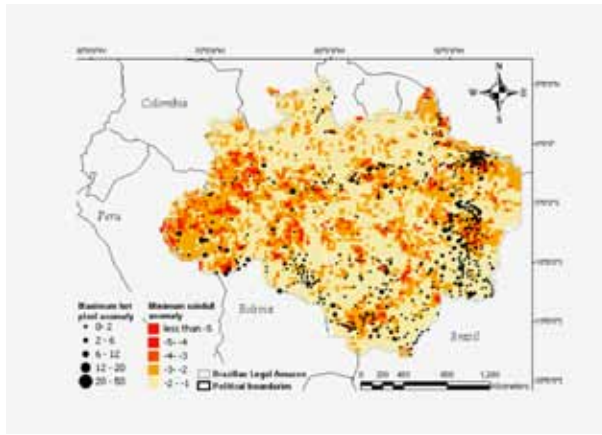 Colombia
Peru
Bolivia
Brazil
N
W
E
S
Maximum hot
pixel anomaly
0- 2
2 - 6
6 - 12
12 - 20
20 - 50
Minimum rainfall
anomaly
less than -5
-5 - -4
-4 - -3
-3 - -2
-2 - -1
Brazilian Legal Amazon
Political boundaries
0 200 400 800 1,200
Kilometers